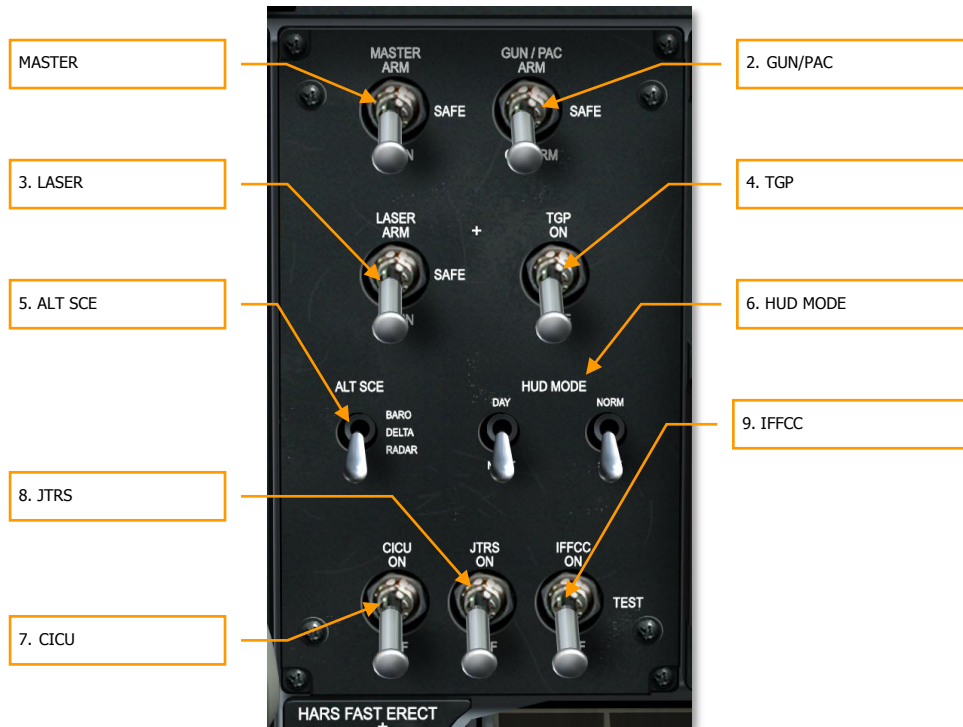 MASTER
2. GUN/PAC
3. LASER
4. TGP
5. ALT SCE
6. HUD MODE
9. IFFCC
8. JTRS
7. CICU
MASTER
ARM
SAFE
GUN / PAC
ARM
SAFE
LASER
ARM
SAFE
TGP
ON
ALT SCE
BARO
DELTA
RADAR
HUD MODE
DAY
NORM
CICU
ON
JTRS
ON
IFFCC
ON
TEST
HARS FAST ERECT